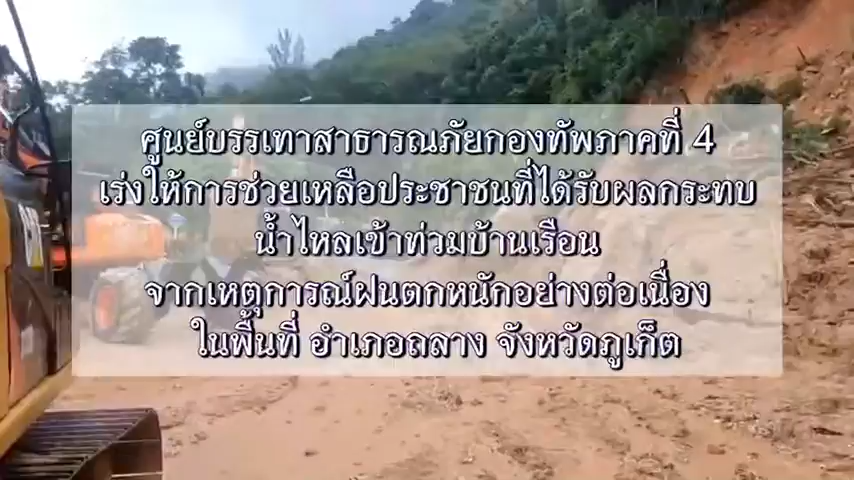 ศูนย์บรรเทาสาธารณภัยกองทัพภาคที่ 4
เร่งให้การช่วยเหลือประชาชนที่ได้รับผลกระทบ
น้ำไหลเข้าท่วมบ้านเรือน
จากเหตุการณ์ฝนตกหนักอย่างต่อเนื่อง
ในพื้นที่ อำเภอถลาง จังหวัดภูเก็ต